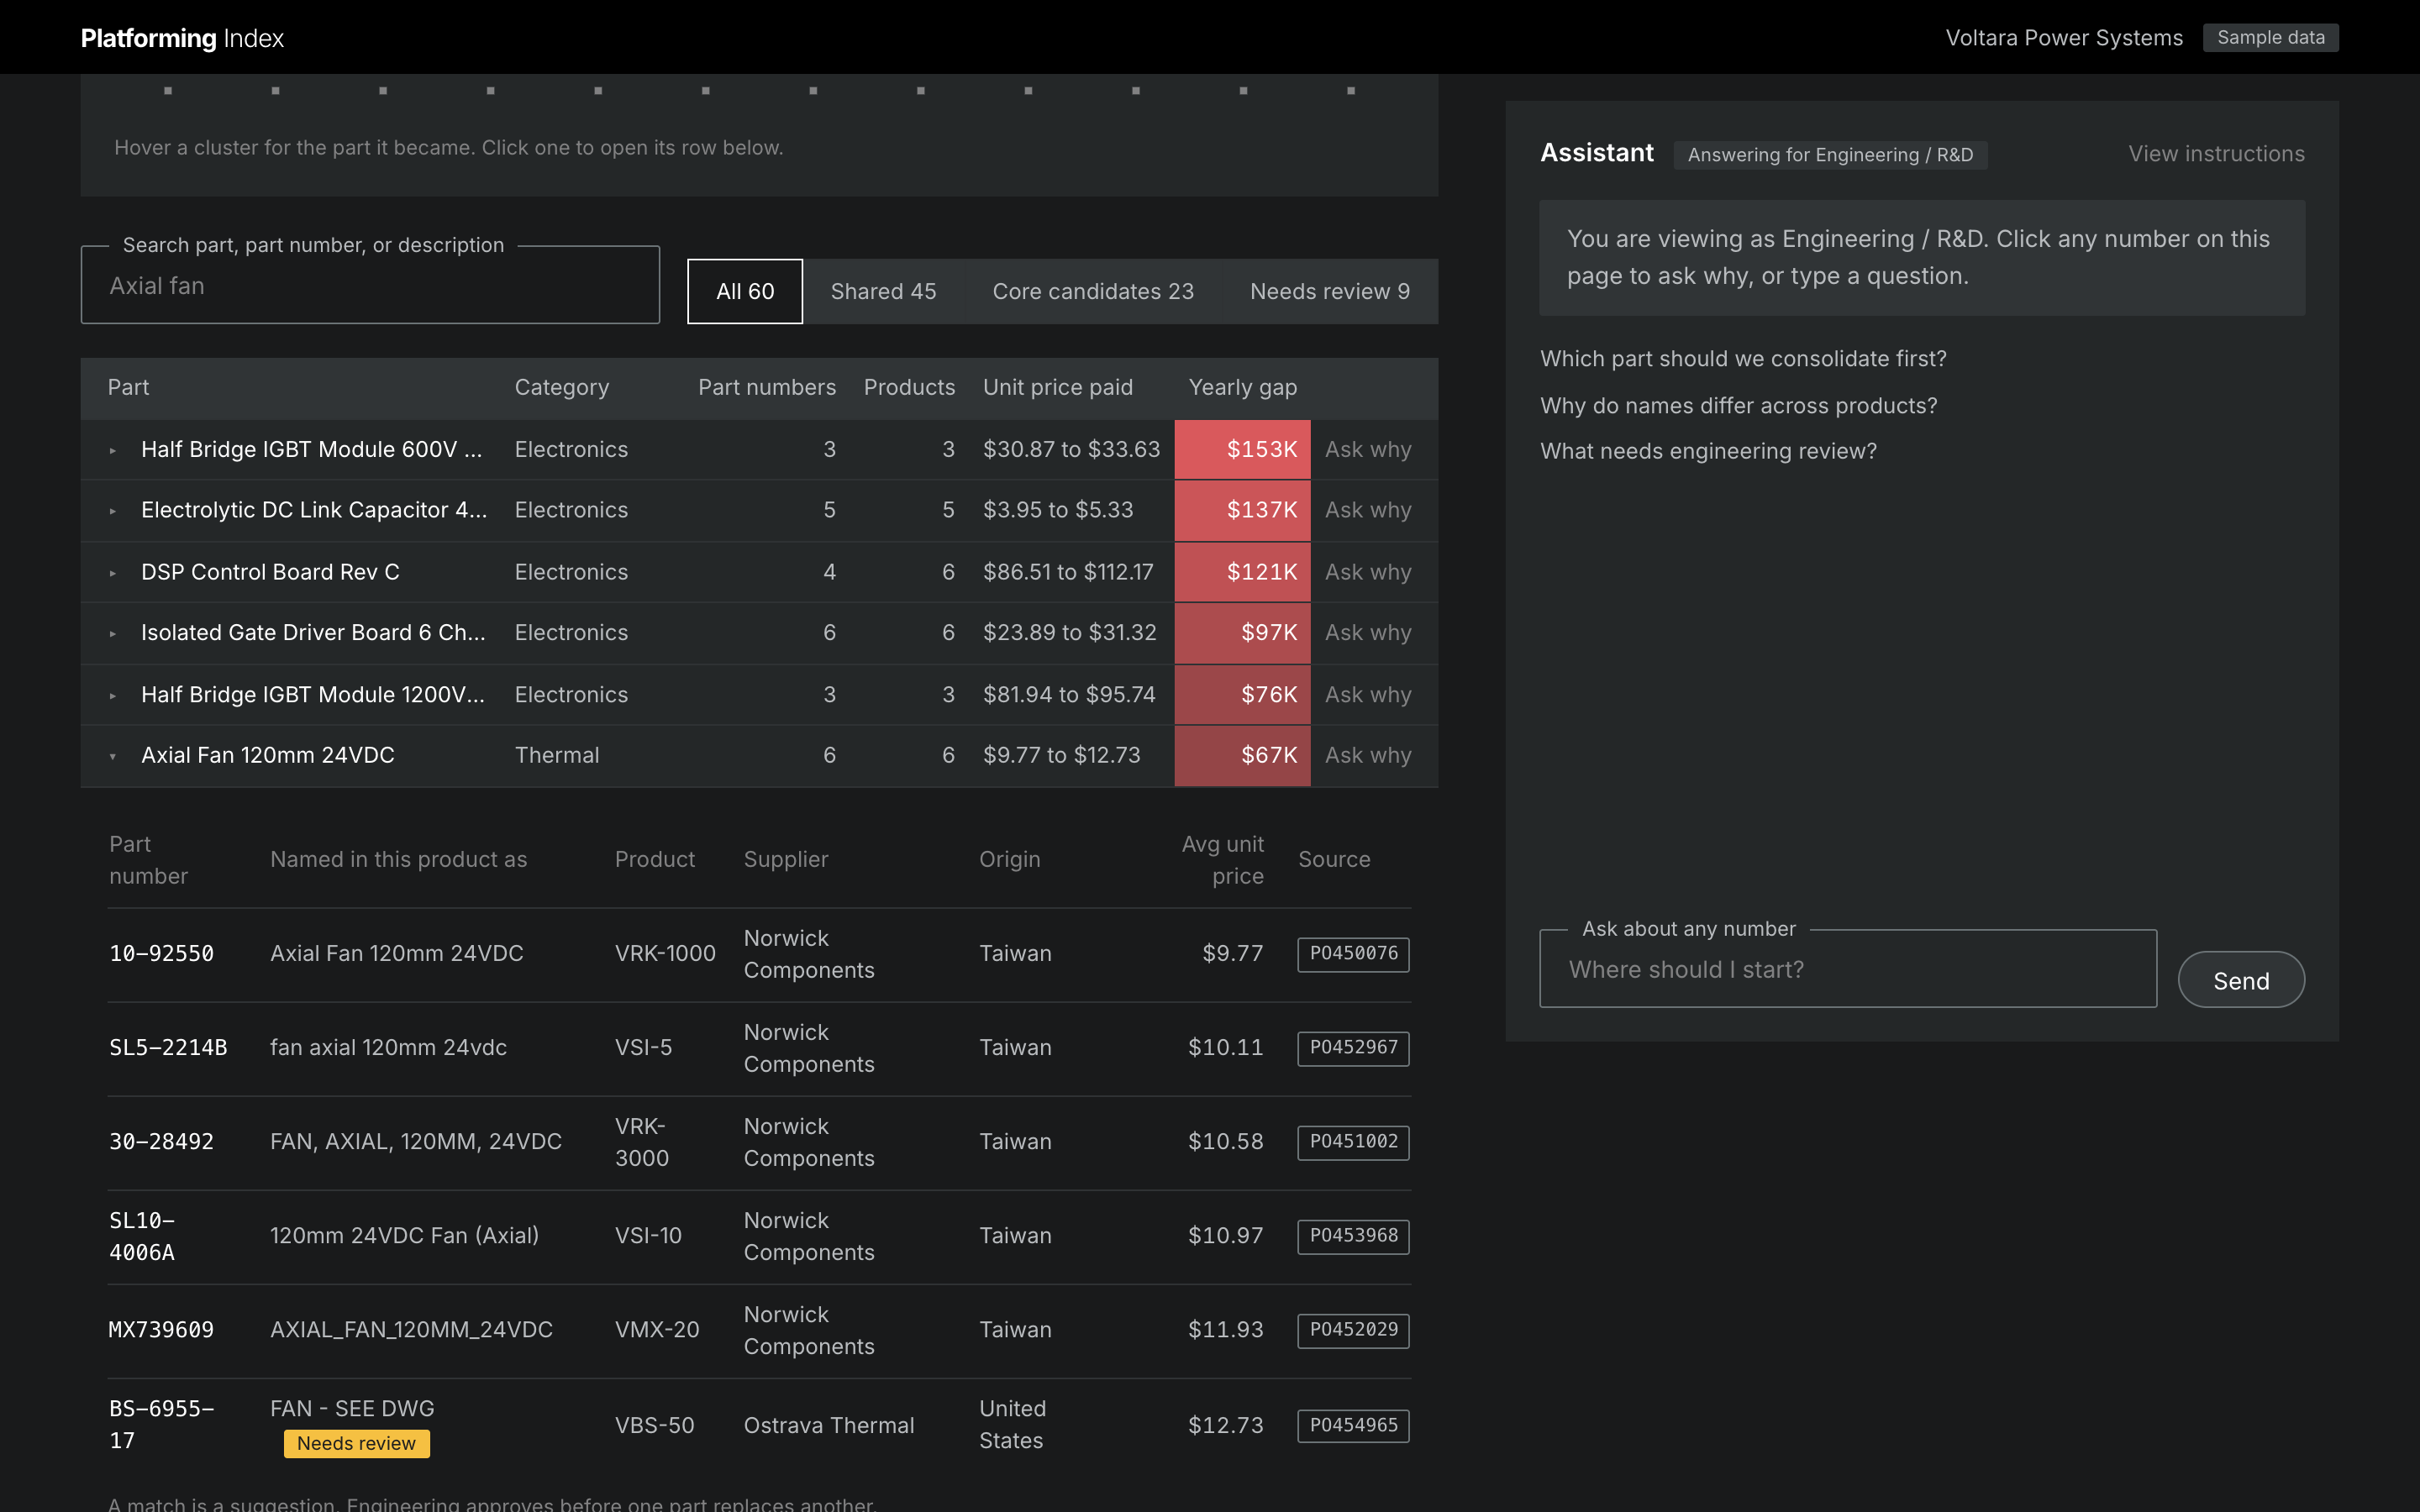 Platforming Index
Voltara Power Systems
Sample data
Hover a cluster for the part it became. Click one to open its row below.
Search part, part number, or description
Axial fan
All 60
Shared 45
Core candidates 23
Needs review 9
Part Category Part numbers Products Unit price paid Yearly gap
Half Bridge IGBT Module 600V ... Electronics 3 3 $30.87 to $33.63 $153K Ask why
Electrolytic DC Link Capacitor 4... Electronics 5 5 $3.95 to $5.33 $137K Ask why
DSP Control Board Rev C Electronics 4 6 $86.51 to $112.17 $121K Ask why
Isolated Gate Driver Board 6 Ch... Electronics 6 6 $23.89 to $31.32 $97K Ask why
Half Bridge IGBT Module 1200V... Electronics 3 3 $81.94 to $95.74 $76K Ask why
Axial Fan 120mm 24VDC Thermal 6 6 $9.77 to $12.73 $67K Ask why
Part number Named in this product as Product Supplier Origin Avg unit price Source
10-92550 Axial Fan 120mm 24VDC VRK-1000 Norwick Components Taiwan $9.77 PO450076
SL5-2214B fan axial 120mm 24vdc VSI-5 Norwick Components Taiwan $10.11 PO452967
30-28492 FAN, AXIAL, 120MM, 24VDC VRK-3000 Norwick Components Taiwan $10.58 PO451002
SL10-4006A 120mm 24VDC Fan (Axial) VSI-10 Norwick Components Taiwan $10.97 PO453968
MX739609 AXIAL_FAN_120MM_24VDC VMX-20 Norwick Components Taiwan $11.93 PO452029
BS-6955-17 FAN - SEE DWG Needs review VBS-50 Ostrava Thermal United States $12.73 PO454965
A match is a suggestion. Engineering approves before one part replaces another.
Assistant
Answering for Engineering / R&D
View instructions
You are viewing as Engineering / R&D. Click any number on this
page to ask why, or type a question.
Which part should we consolidate first?
Why do names differ across products?
What needs engineering review?
Ask about any number
Where should I start?
Send